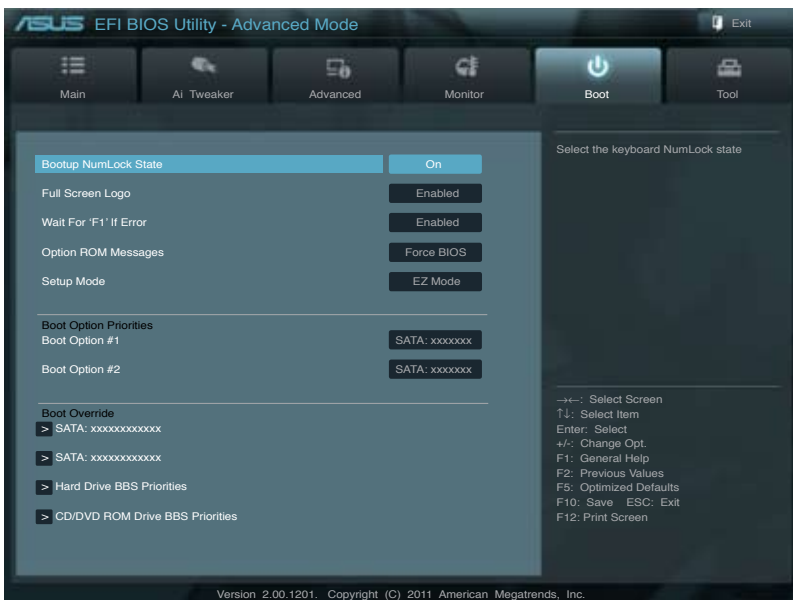 ASUS EFI BIOS Utility - Advanced Mode
Exit
Main
Ai Tweaker
Advanced
Monitor
Boot
Tool
Bootup NumLock State On
Full Screen Logo Enabled
Wait For ‘F1’ If Error Enabled
Option ROM Messages Force BIOS
Setup Mode EZ Mode
Boot Option Priorities
Boot Option #1 SATA: xxxxxxx
Boot Option #2 SATA: xxxxxxx
Boot Override
> SATA: xxxxxxxxxxxx
> SATA: xxxxxxxxxxxx
> Hard Drive BBS Priorities
> CD/DVD ROM Drive BBS Priorities
Select the keyboard NumLock state
→←: Select Screen
↑↓: Select Item
Enter: Select
+/-: Change Opt.
F1: General Help
F2: Previous Values
F5: Optimized Defaults
F10: Save ESC: Exit
F12: Print Screen
Version 2.00.1201. Copyright (C) 2011 American Megatrends, Inc.